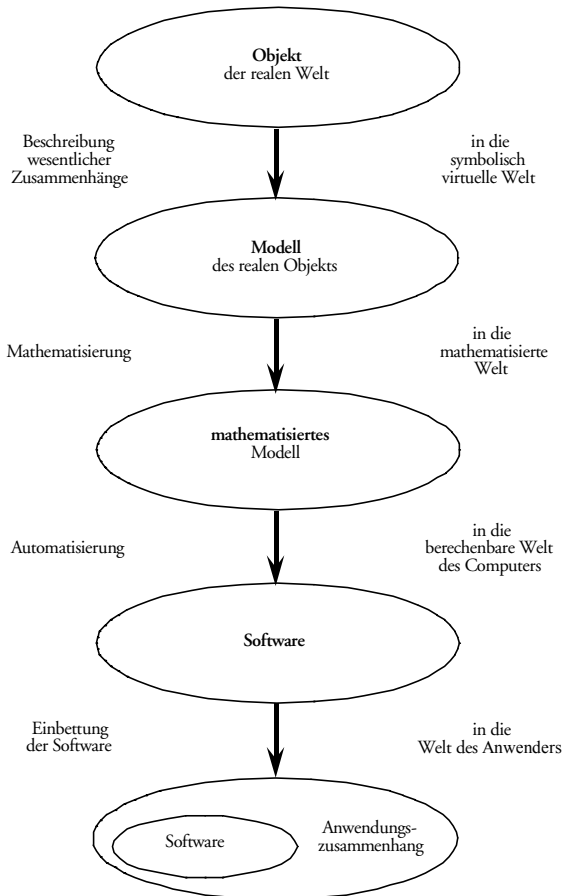 Objekt
der realen Welt
Beschreibung
wesentlicher
Zusammenhänge
in die
symbolisch
virtuelle Welt
Modell
des realen Objekts
Mathematisierung
in die
mathematisierte
Welt
mathematisiertes
Modell
Automatisierung
in die
berechenbare Welt
des Computers
Software
Einbettung
der Software
in die
Welt des Anwenders
Software
Anwendungs-
zusammenhang